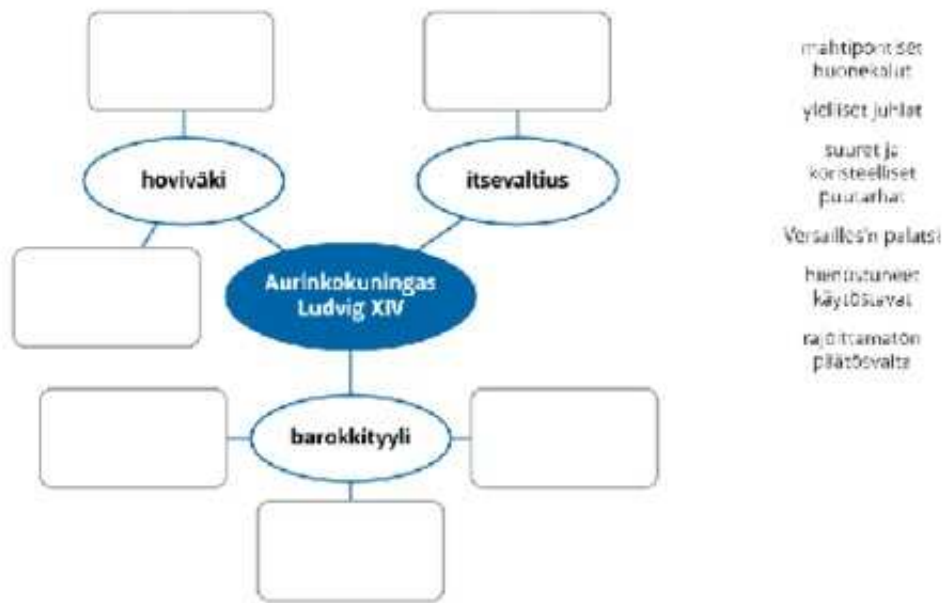 hoviväki
itsevaltius
Aurinkokuningas
Ludvig XIV
barokkityyli
mahtipontiset
huonekalut
ylelliset juhlat
suuret ja
koristeelliset
puutarhat
Versailles'n palatsi
hienostuneet
käytöstavat
rajoittamaton
päätösvalta